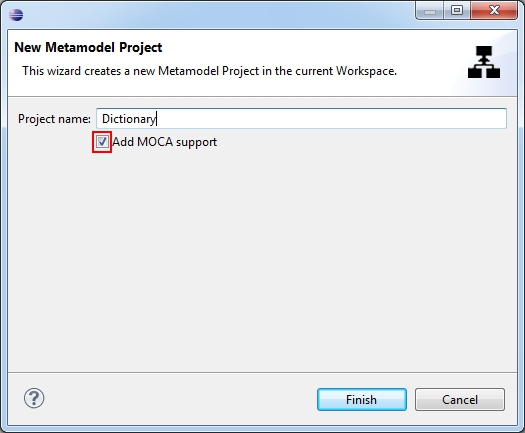 New Metamodel Project
This wizard creates a new Metamodel Project in the current Workspace.
Project name: Dictionary
Add MOCA support
?
Finish Cancel